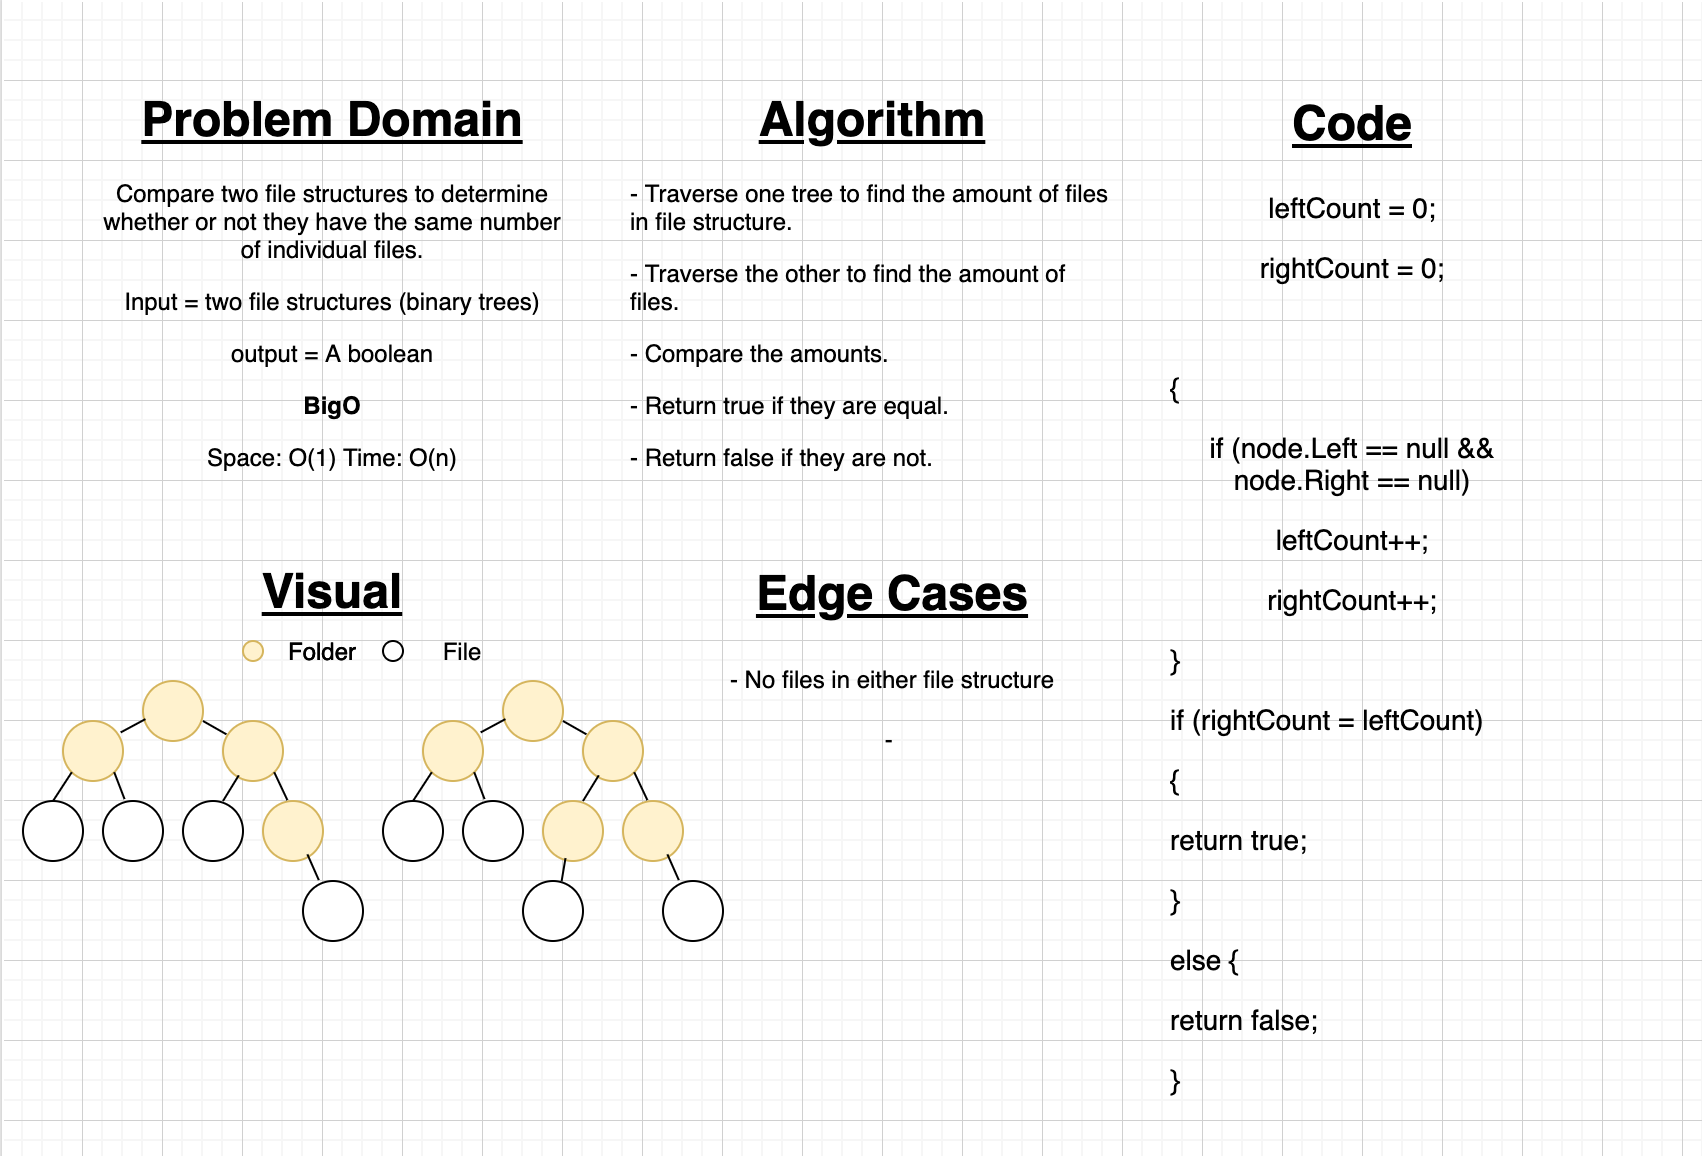 Problem Domain
Compare two file structures to determine
whether or not they have the same number
of individual files.
Input = two file structures (binary trees)
output = A boolean
BigO
Space: O(1) Time: O(n)
Algorithm
- Traverse one tree to find the amount of files
in file structure.
- Traverse the other to find the amount of
files.
- Compare the amounts.
- Return true if they are equal.
- Return false if they are not.
Code
leftCount = 0;
rightCount = 0;
{
if (node.Left == null &&
node.Right == null)
leftCount++;
rightCount++;
}
if (rightCount = leftCount)
{
return true;
}
else {
return false;
}
Visual
Folder
File
Edge Cases
- No files in either file structure
-